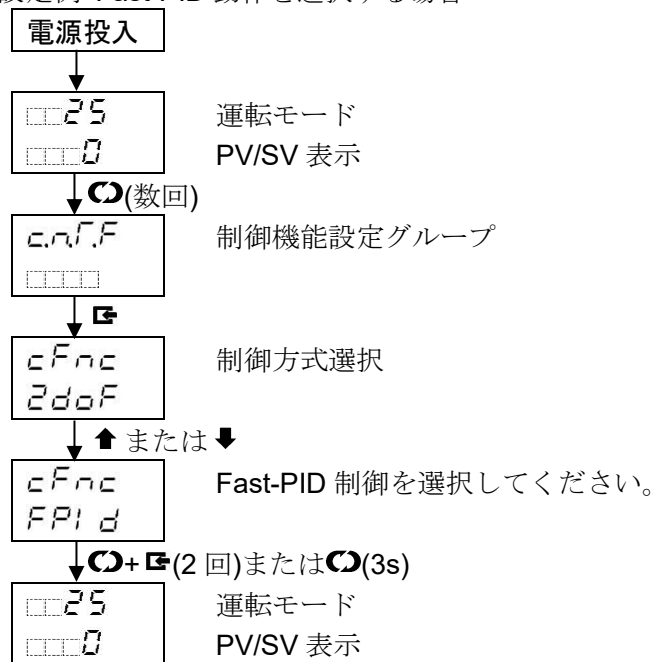 設定例 Fast-PID 動作を選択する場合
電源投入
□□25 運転モード
□□□0 PV/SV 表示
(数回)
c.nΓ.F 制御機能設定グループ
□□□□
cFnc 制御方式選択
2doF
⬆ または ⬇
cFnc Fast-PID 制御を選択してください。
FPI d
+ (2 回)または (3s)
□□25 運転モード
□□□0 PV/SV 表示